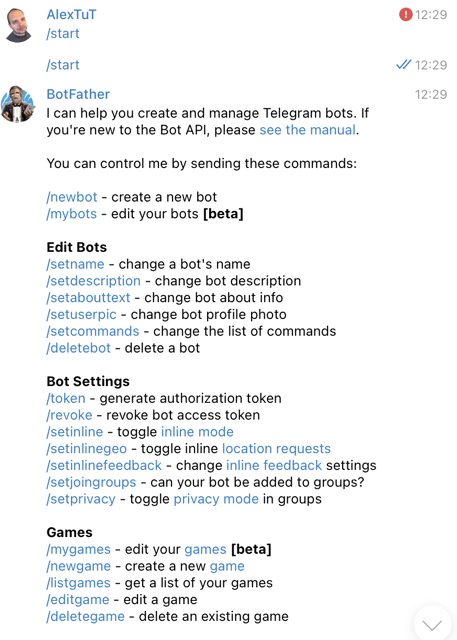 AlexTuT 12:29
/start
/start 12:29
BotFather 12:29
I can help you create and manage Telegram bots. If
you're new to the Bot API, please see the manual.
You can control me by sending these commands:
/newbot - create a new bot
/mybots - edit your bots [beta]
Edit Bots
/setname - change a bot's name
/setdescription - change bot description
/setabouttext - change bot about info
/setuserpic - change bot profile photo
/setcommands - change the list of commands
/deletebot - delete a bot
Bot Settings
/token - generate authorization token
/revoke - revoke bot access token
/setinline - toggle inline mode
/setinlinegeo - toggle inline location requests
/setinlinefeedback - change inline feedback settings
/setjoingroups - can your bot be added to groups?
/setprivacy - toggle privacy mode in groups
Games
/mygames - edit your games [beta]
/newgame - create a new game
/listgames - get a list of your games
/editgame - edit a game
/deletegame - delete an existing game